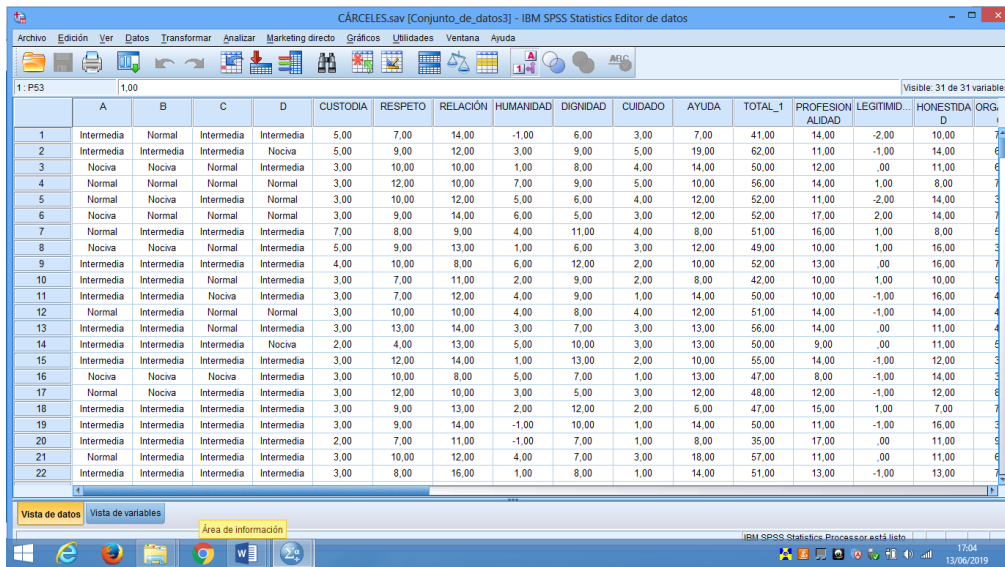 CÁRCELES.sav [Conjunto_de_datos3] - IBM SPSS Statistics Editor de datos
Archivo Edición Ver Datos Transformar Analizar Marketing directo Gráficos Utilidades Ventana Ayuda
1 : P53 1,00 Visible: 31 de 31 variable
A B C D CUSTODIA RESPETO RELACIÓN HUMANIDAD DIGNIDAD CUIDADO AYUDA TOTAL_1 PROFESIONALIDAD LEGITIMID... HONESTIDAD
1 Intermedia Normal Intermedia Intermedia 5,00 7,00 14,00 -1,00 6,00 3,00 7,00 41,00 14,00 -2,00 10,00
2 Intermedia Intermedia Intermedia Nociva 5,00 9,00 12,00 3,00 9,00 5,00 19,00 62,00 11,00 -1,00 14,00
3 Nociva Nociva Normal Intermedia 3,00 10,00 10,00 1,00 8,00 4,00 14,00 50,00 12,00 ,00 11,00
4 Normal Normal Normal Normal 3,00 12,00 10,00 7,00 9,00 5,00 10,00 56,00 14,00 1,00 8,00
5 Normal Nociva Intermedia Normal 3,00 10,00 12,00 5,00 6,00 4,00 12,00 52,00 11,00 -2,00 14,00
6 Nociva Normal Normal Normal 3,00 9,00 14,00 6,00 5,00 3,00 12,00 52,00 17,00 2,00 14,00
7 Normal Intermedia Normal Intermedia 7,00 8,00 9,00 4,00 11,00 4,00 8,00 51,00 16,00 1,00 8,00
8 Nociva Nociva Normal Intermedia 5,00 9,00 13,00 1,00 6,00 3,00 12,00 49,00 10,00 1,00 16,00
9 Intermedia Intermedia Intermedia Intermedia 4,00 10,00 8,00 6,00 12,00 2,00 10,00 52,00 13,00 ,00 16,00
10 Intermedia Intermedia Normal Intermedia 3,00 7,00 11,00 2,00 9,00 2,00 8,00 42,00 10,00 1,00 10,00
11 Intermedia Intermedia Nociva Intermedia 3,00 7,00 12,00 4,00 9,00 1,00 14,00 50,00 10,00 -1,00 16,00
12 Normal Intermedia Normal Normal 3,00 10,00 10,00 4,00 8,00 4,00 12,00 51,00 14,00 -1,00 14,00
13 Intermedia Intermedia Normal Intermedia 3,00 13,00 14,00 3,00 7,00 3,00 13,00 56,00 14,00 ,00 11,00
14 Intermedia Intermedia Intermedia Nociva 2,00 4,00 13,00 5,00 10,00 3,00 13,00 50,00 9,00 ,00 11,00
15 Intermedia Intermedia Intermedia Intermedia 3,00 12,00 14,00 1,00 13,00 2,00 10,00 55,00 14,00 -1,00 12,00
16 Nociva Nociva Nociva Intermedia 3,00 10,00 8,00 5,00 7,00 1,00 13,00 47,00 8,00 -1,00 14,00
17 Normal Nociva Intermedia Intermedia 3,00 12,00 10,00 3,00 5,00 3,00 12,00 48,00 12,00 -1,00 12,00
18 Intermedia Intermedia Intermedia Intermedia 3,00 9,00 13,00 2,00 12,00 2,00 6,00 47,00 15,00 1,00 7,00
19 Intermedia Intermedia Intermedia Intermedia 3,00 9,00 14,00 -1,00 10,00 1,00 14,00 50,00 11,00 -1,00 16,00
20 Intermedia Intermedia Intermedia Intermedia 2,00 7,00 11,00 -1,00 7,00 1,00 8,00 35,00 17,00 ,00 11,00
21 Normal Intermedia Intermedia Intermedia 3,00 10,00 12,00 4,00 7,00 3,00 18,00 57,00 11,00 ,00 11,00
22 Intermedia Intermedia Intermedia Intermedia 3,00 8,00 16,00 1,00 8,00 1,00 14,00 51,00 13,00 -1,00 13,00
Vista de datos Vista de variables
Área de información
IBM SPSS Statistics Processor está listo
17:04
13/06/2019